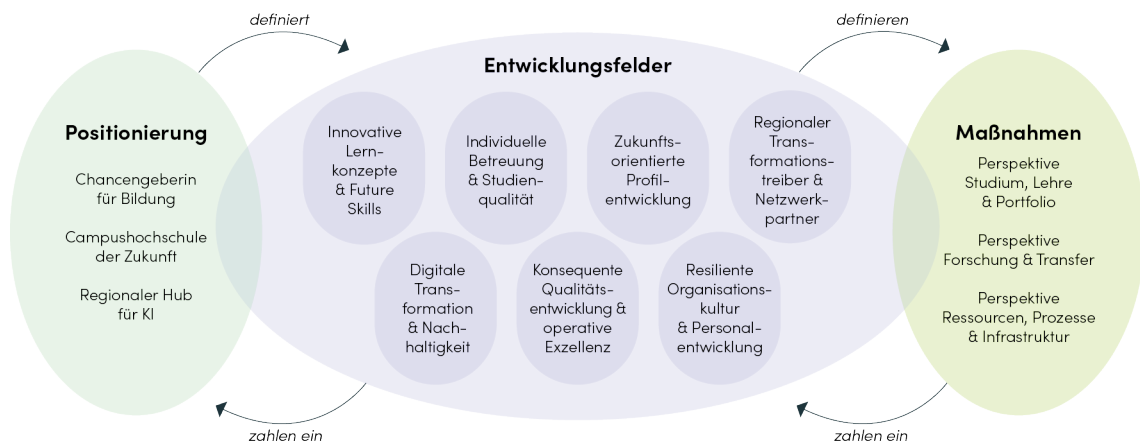 definiert
definieren
Entwicklungsfelder
Positionierung
Chancengeberin
für Bildung
Campushochschule
der Zukunft
Regionaler Hub
für KI
Innovative
Lern-
konzepte
& Future
Skills
Individuelle
Betreuung
& Studien-
qualität
Zukunfts-
orientierte
Profil-
entwicklung
Regionaler
Trans-
formations-
treiber &
Netzwerk-
partner
Digitale
Trans-
formation
& Nach-
haltigkeit
Konsequente
Qualitäts-
entwicklung &
operative
Exzellenz
Resiliente
Organisations-
kultur
& Personal-
entwicklung
Maßnahmen
Perspektive
Studium, Lehre
& Portfolio
Perspektive
Forschung & Transfer
Perspektive
Ressourcen, Prozesse
& Infrastruktur
zahlen ein
zahlen ein